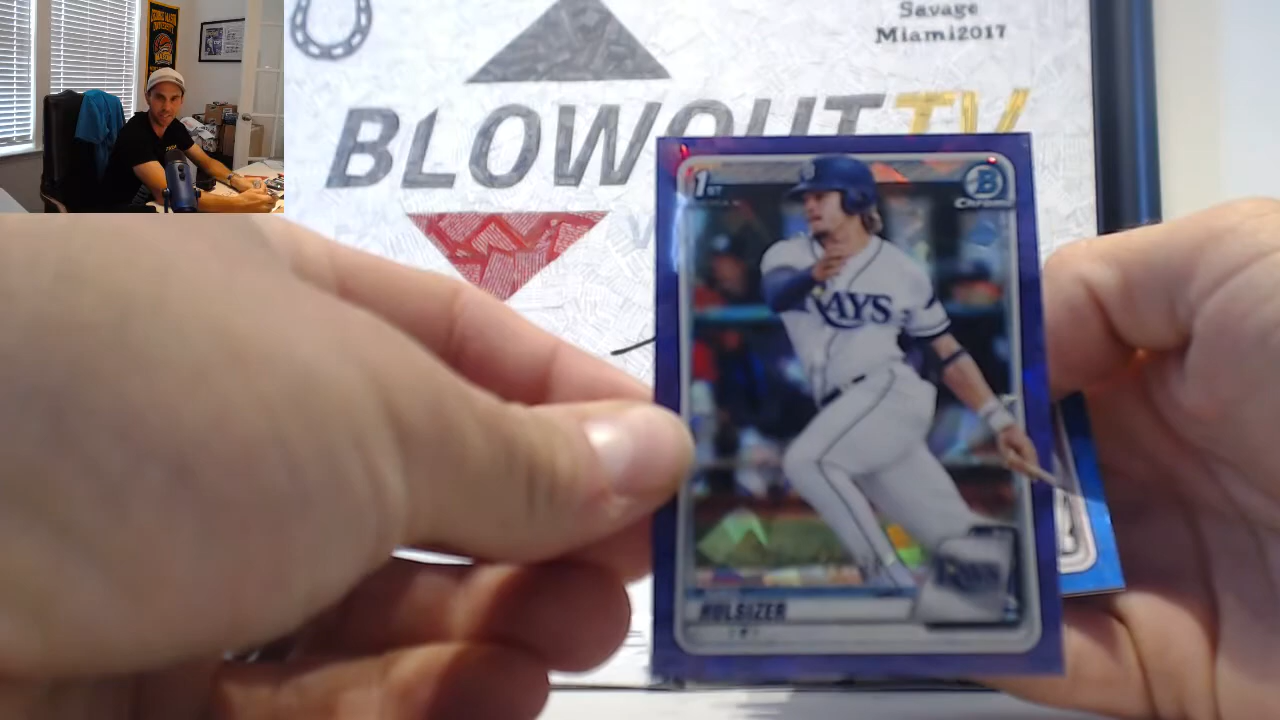 Savage
Miami2017
BLOWOUT TV
1ST
B
Chrome
RAYS
HULSIZER